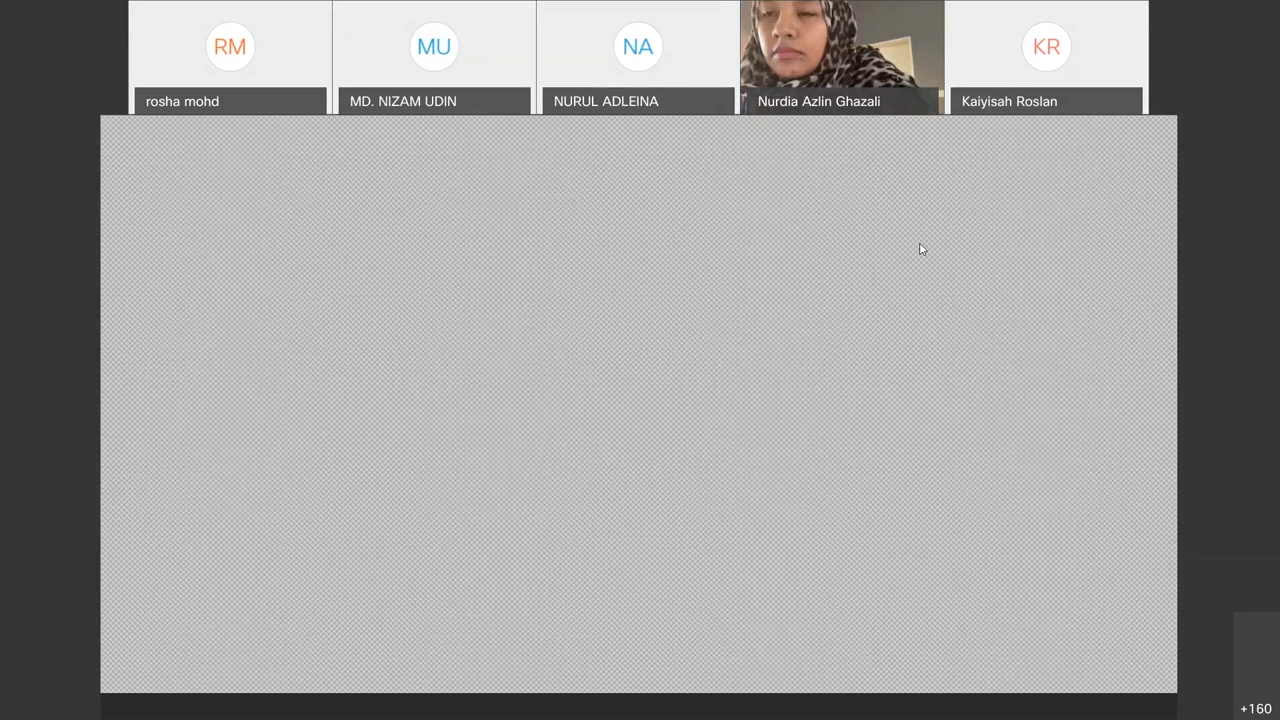 RM
MU
NA
KR
rosha mohd
MD. NIZAM UDIN
NURUL ADLEINA
Nurdia Azlin Ghazali
Kaiyisah Roslan
+160